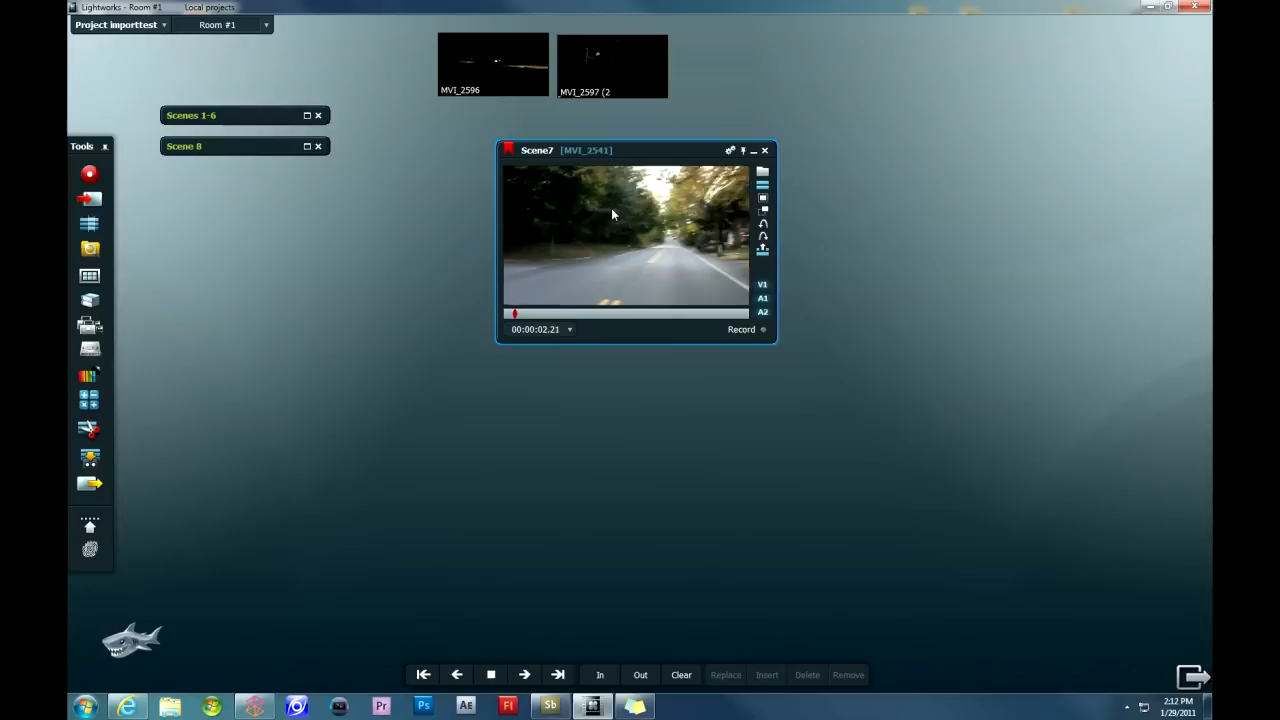 Lightworks - Room #1 Local projects
Project importtest Room #1
MVI_2596
MVI_2597 (2
Scenes 1-6
Scene 8
Tools
Scene7 [MVI_2541]
V1
A1
A2
00:00:02.21 Record
In Out Clear Replace Insert Delete Remove
Pr Ps AE Fl Sb
2:12 PM
1/29/2011